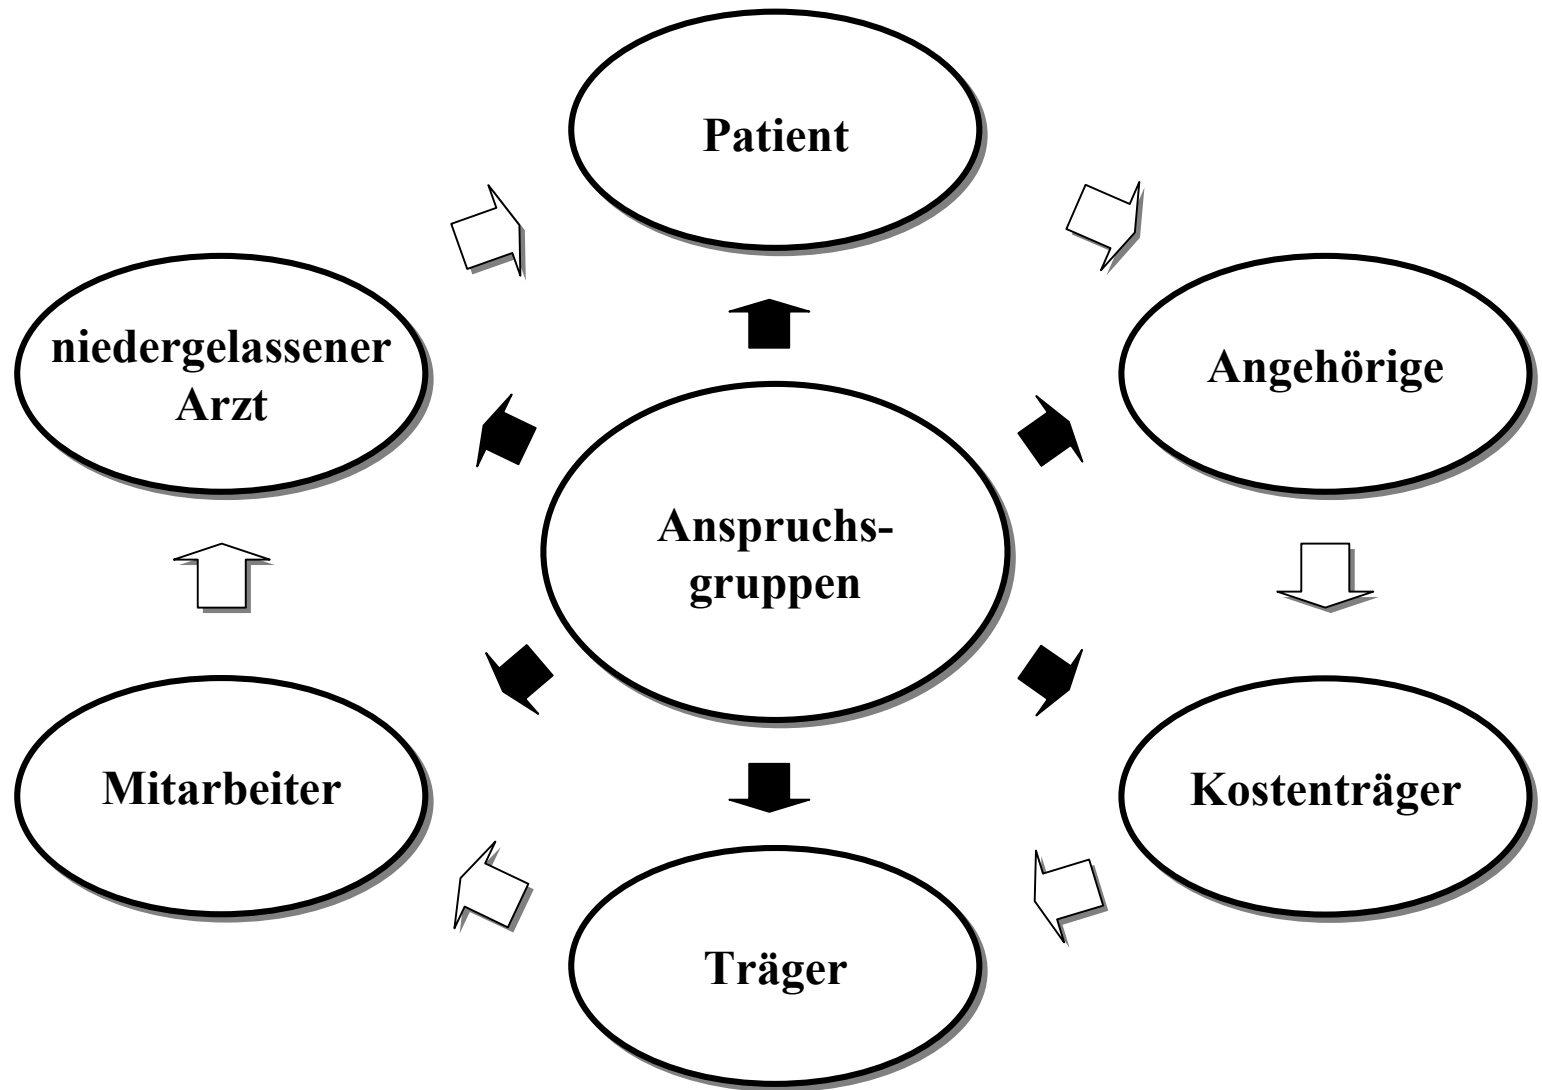 Patient
niedergelassener
Arzt
Angehörige
Anspruchs-
gruppen
Mitarbeiter
Kostenträger
Träger